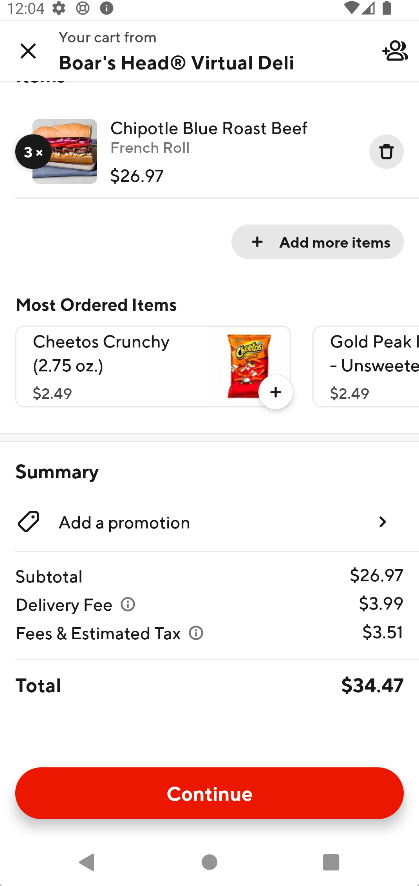 12:04
Your cart from
Boar's Head® Virtual Deli
Items
Chipotle Blue Roast Beef
French Roll
3 ×
$26.97
+ Add more items
Most Ordered Items
Cheetos Crunchy
(2.75 oz.)
$2.49
Gold Peak
- Unsweete
$2.49
Summary
Add a promotion
Subtotal $26.97
Delivery Fee $3.99
Fees & Estimated Tax $3.51
Total $34.47
Continue